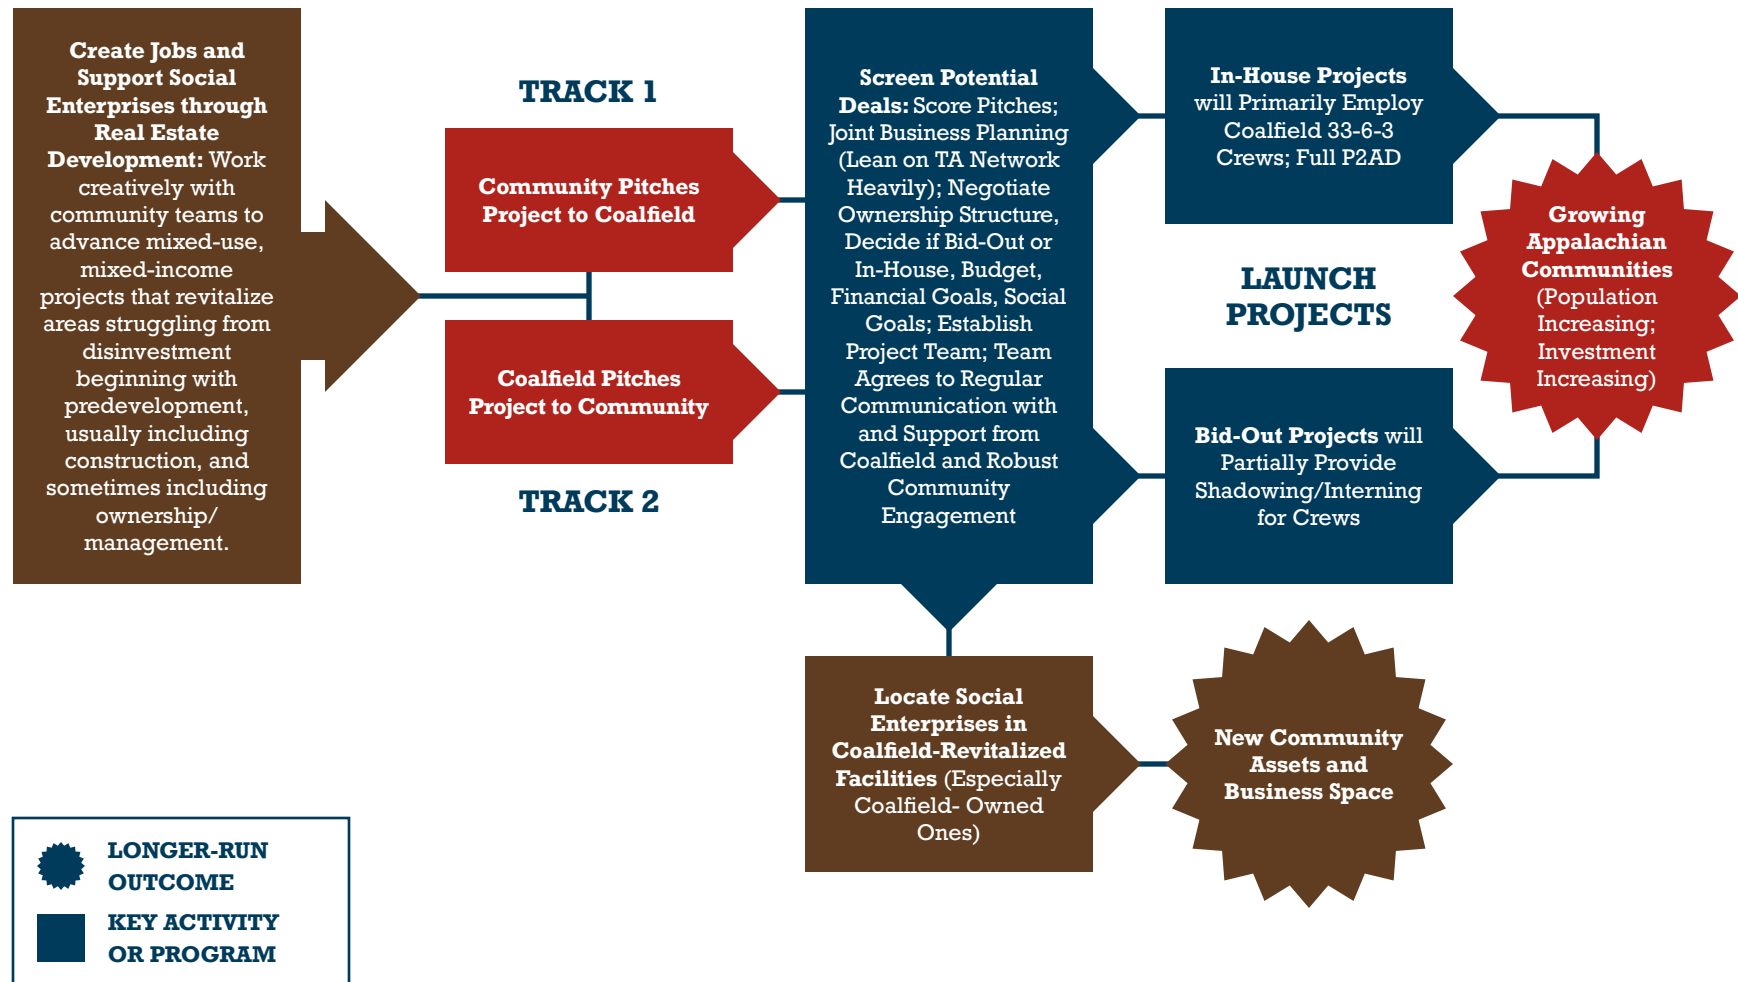 Create Jobs and
Support Social
Enterprises through
Real Estate
Development: Work
creatively with
community teams to
advance mixed-use,
mixed-income
projects that revitalize
areas struggling from
disinvestment
beginning with
predevelopment,
usually including
construction, and
sometimes including
ownership/
management.
TRACK 1
Community Pitches
Project to Coalfield
Coalfield Pitches
Project to Community
TRACK 2
Screen Potential
Deals: Score Pitches;
Joint Business Planning
(Lean on TA Network
Heavily); Negotiate
Ownership Structure,
Decide if Bid-Out or
In-House, Budget,
Financial Goals, Social
Goals; Establish
Project Team; Team
Agrees to Regular
Communication with
and Support from
Coalfield and Robust
Community
Engagement
In-House Projects
will Primarily Employ
Coalfield 33-6-3
Crews; Full P2AD
LAUNCH
PROJECTS
Bid-Out Projects will
Partially Provide
Shadowing/Interning
for Crews
Growing
Appalachian
Communities
(Population
Increasing;
Investment
Increasing)
Locate Social
Enterprises in
Coalfield-Revitalized
Facilities (Especially
Coalfield- Owned
Ones)
New Community
Assets and
Business Space
LONGER-RUN
OUTCOME
KEY ACTIVITY
OR PROGRAM